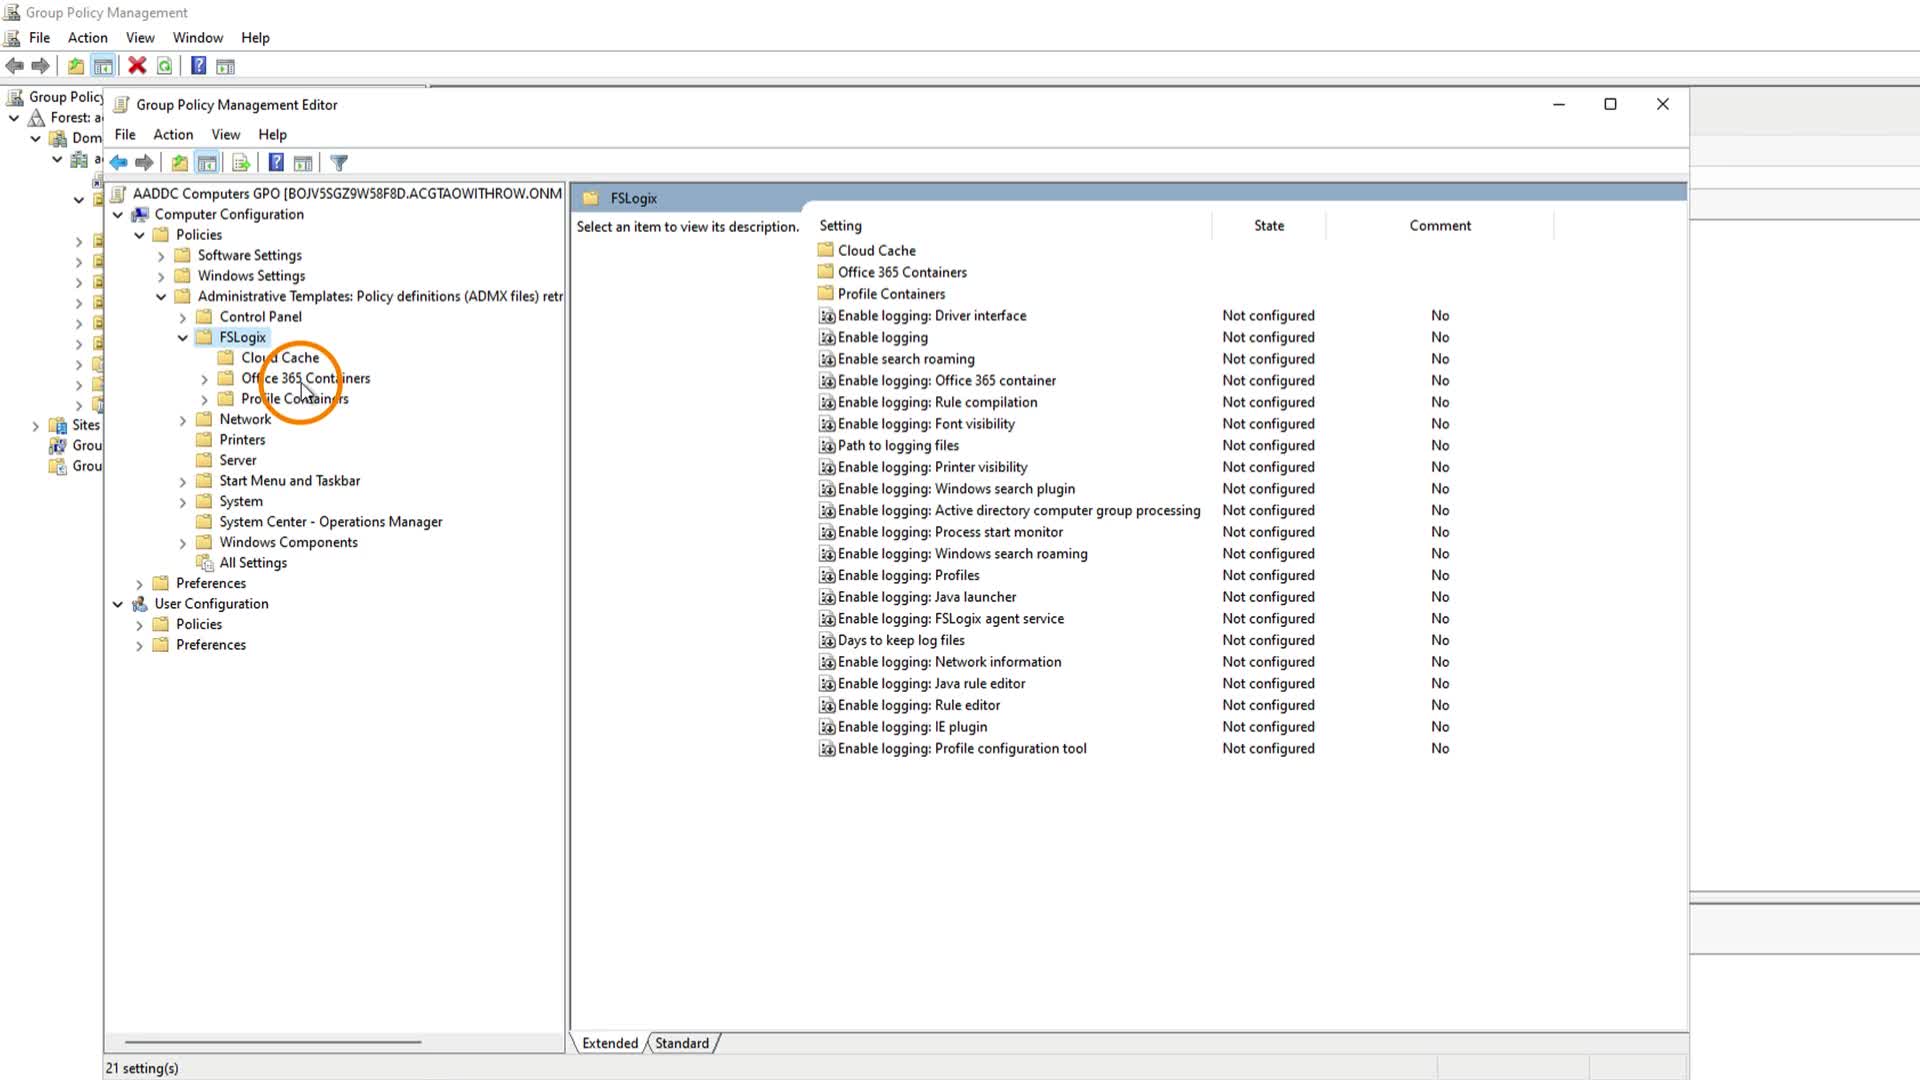 Group Policy Management
File Action View Window Help
Group Policy
Forest: a
Dom
a
Sites
Grou
Grou
Group Policy Management Editor
File Action View Help
AADDC Computers GPO [BOJV5SGZ9W58F8D.ACGTAOWITHROW.ONM
Computer Configuration
Policies
Software Settings
Windows Settings
Administrative Templates: Policy definitions (ADMX files) retr
Control Panel
FSLogix
Cloud Cache
Office 365 Containers
Profile Containers
Network
Printers
Server
Start Menu and Taskbar
System
System Center - Operations Manager
Windows Components
All Settings
Preferences
User Configuration
Policies
Preferences
FSLogix
Select an item to view its description.
Setting State Comment
Cloud Cache
Office 365 Containers
Profile Containers
Enable logging: Driver interface Not configured No
Enable logging Not configured No
Enable search roaming Not configured No
Enable logging: Office 365 container Not configured No
Enable logging: Rule compilation Not configured No
Enable logging: Font visibility Not configured No
Path to logging files Not configured No
Enable logging: Printer visibility Not configured No
Enable logging: Windows search plugin Not configured No
Enable logging: Active directory computer group processing Not configured No
Enable logging: Process start monitor Not configured No
Enable logging: Windows search roaming Not configured No
Enable logging: Profiles Not configured No
Enable logging: Java launcher Not configured No
Enable logging: FSLogix agent service Not configured No
Days to keep log files Not configured No
Enable logging: Network information Not configured No
Enable logging: Java rule editor Not configured No
Enable logging: Rule editor Not configured No
Enable logging: IE plugin Not configured No
Enable logging: Profile configuration tool Not configured No
Extended Standard
21 setting(s)